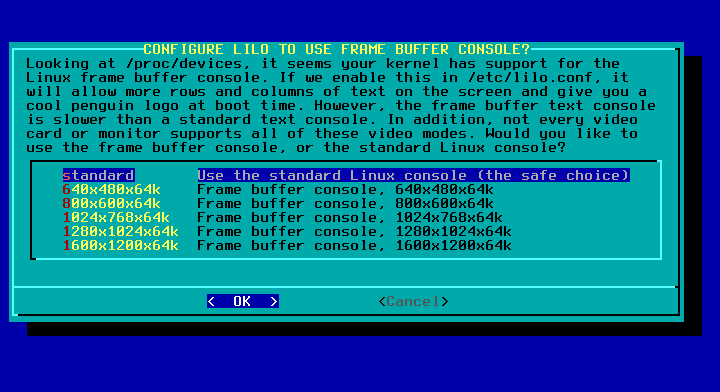 CONFIGURE LILO TO USE FRAME BUFFER CONSOLE?
Looking at /proc/devices, it seems your kernel has support for the
Linux frame buffer console. If we enable this in /etc/lilo.conf, it
will allow more rows and columns of text on the screen and give you a
cool penguin logo at boot time. However, the frame buffer text console
is slower than a standard text console. In addition, not every video
card or monitor supports all of these video modes. Would you like to
use the frame buffer console, or the standard Linux console?
standard Use the standard Linux console (the safe choice)
640x480x64k Frame buffer console, 640x480x64k
800x600x64k Frame buffer console, 800x600x64k
1024x768x64k Frame buffer console, 1024x768x64k
1280x1024x64k Frame buffer console, 1280x1024x64k
1600x1200x64k Frame buffer console, 1600x1200x64k
< OK > <Cancel>